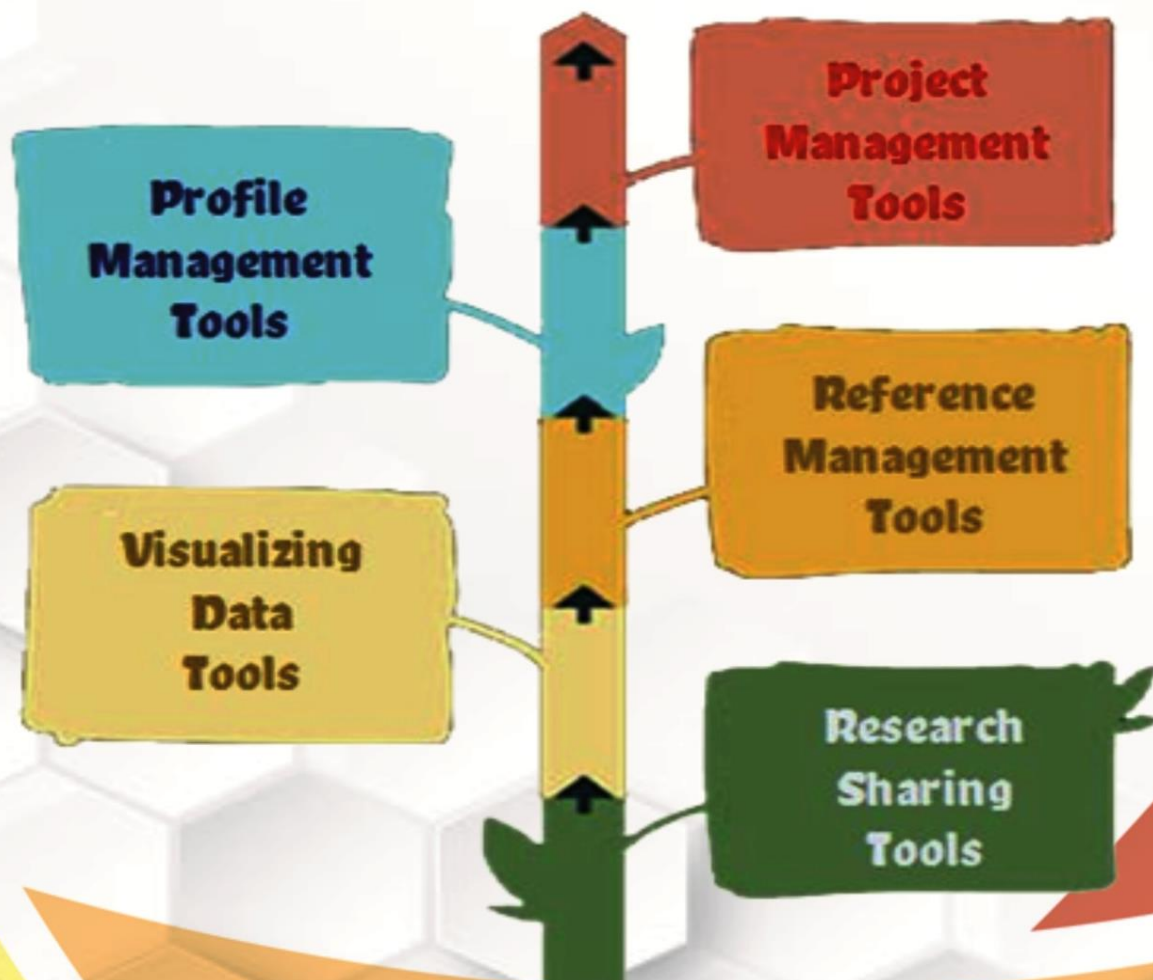 Project
Management
Tools
Profile
Management
Tools
Reference
Management
Tools
Visualizing
Data
Tools
Research
Sharing
Tools